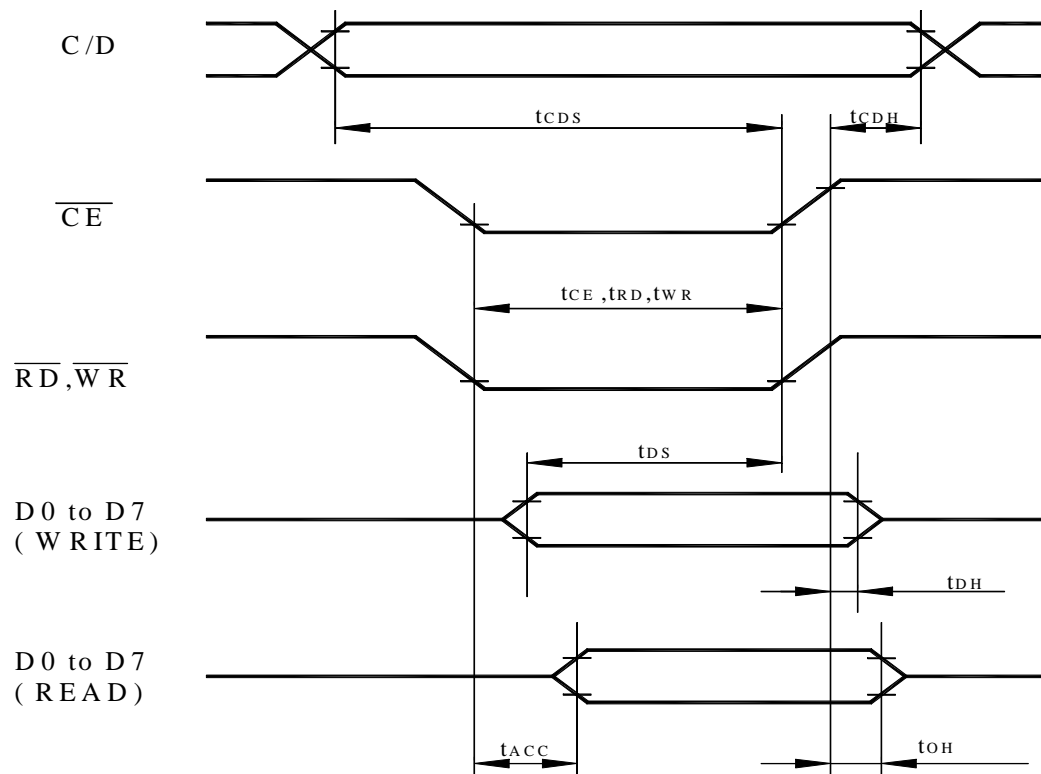 C/D
tCDS
tCDH
CE
tCE ,tRD,tWR
RD,WR
tDS
D0 to D7
( WRITE)
tDH
D0 to D7
( READ)
tACC
tOH